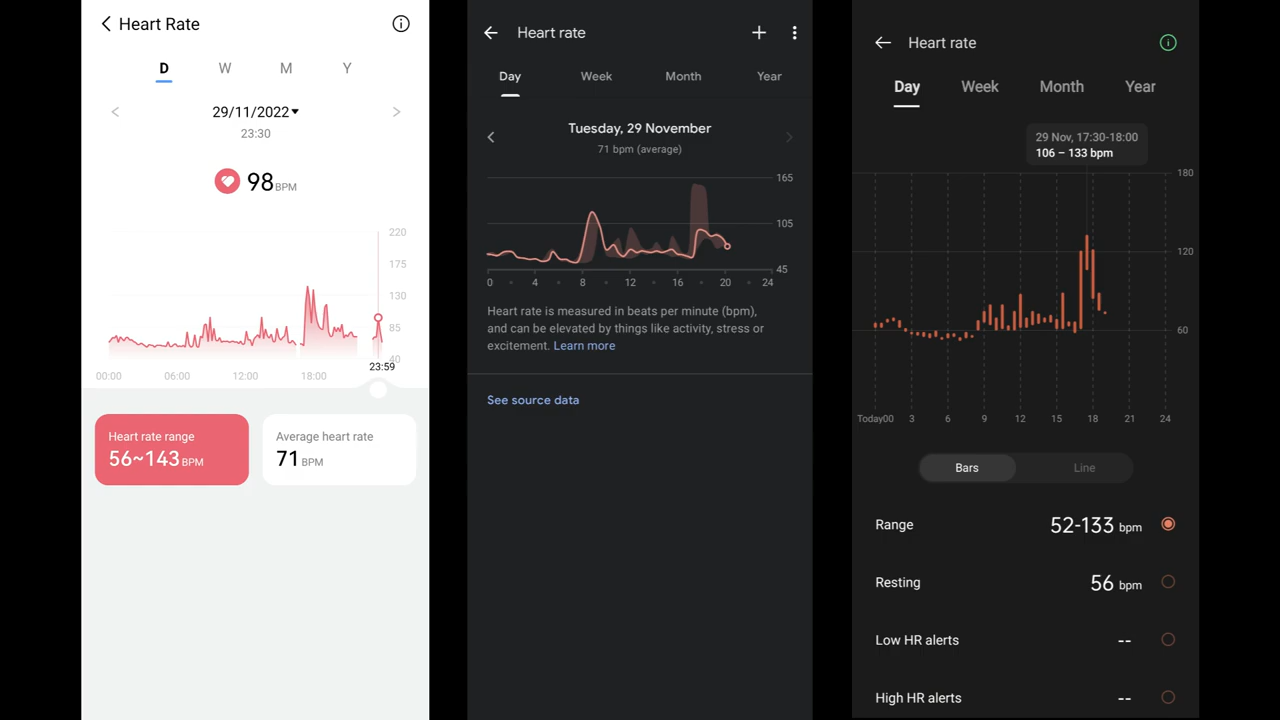 Heart Rate
D W M Y
29/11/2022
23:30
98 BPM
220
175
130
85
40
23:59
00:00 06:00 12:00 18:00
Heart rate range
56~143 BPM
Average heart rate
71 BPM
Heart rate
Day Week Month Year
Tuesday, 29 November
71 bpm (average)
165
105
45
0 4 8 12 16 20 24
Heart rate is measured in beats per minute (bpm),
and can be elevated by things like activity, stress or
excitement. Learn more
See source data
Heart rate
Day Week Month Year
29 Nov, 17:30-18:00
106 – 133 bpm
180
120
60
Today00 3 6 9 12 15 18 21 24
Bars Line
Range 52-133 bpm
Resting 56 bpm
Low HR alerts --
High HR alerts --